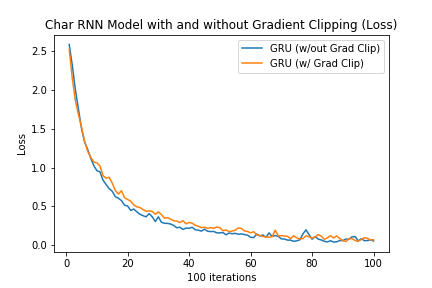 Char RNN Model with and without Gradient Clipping (Loss)
GRU (w/out Grad Clip)
GRU (w/ Grad Clip)
2.5
2.0
1.5
1.0
0.5
0.0
Loss
0 20 40 60 80 100
100 iterations